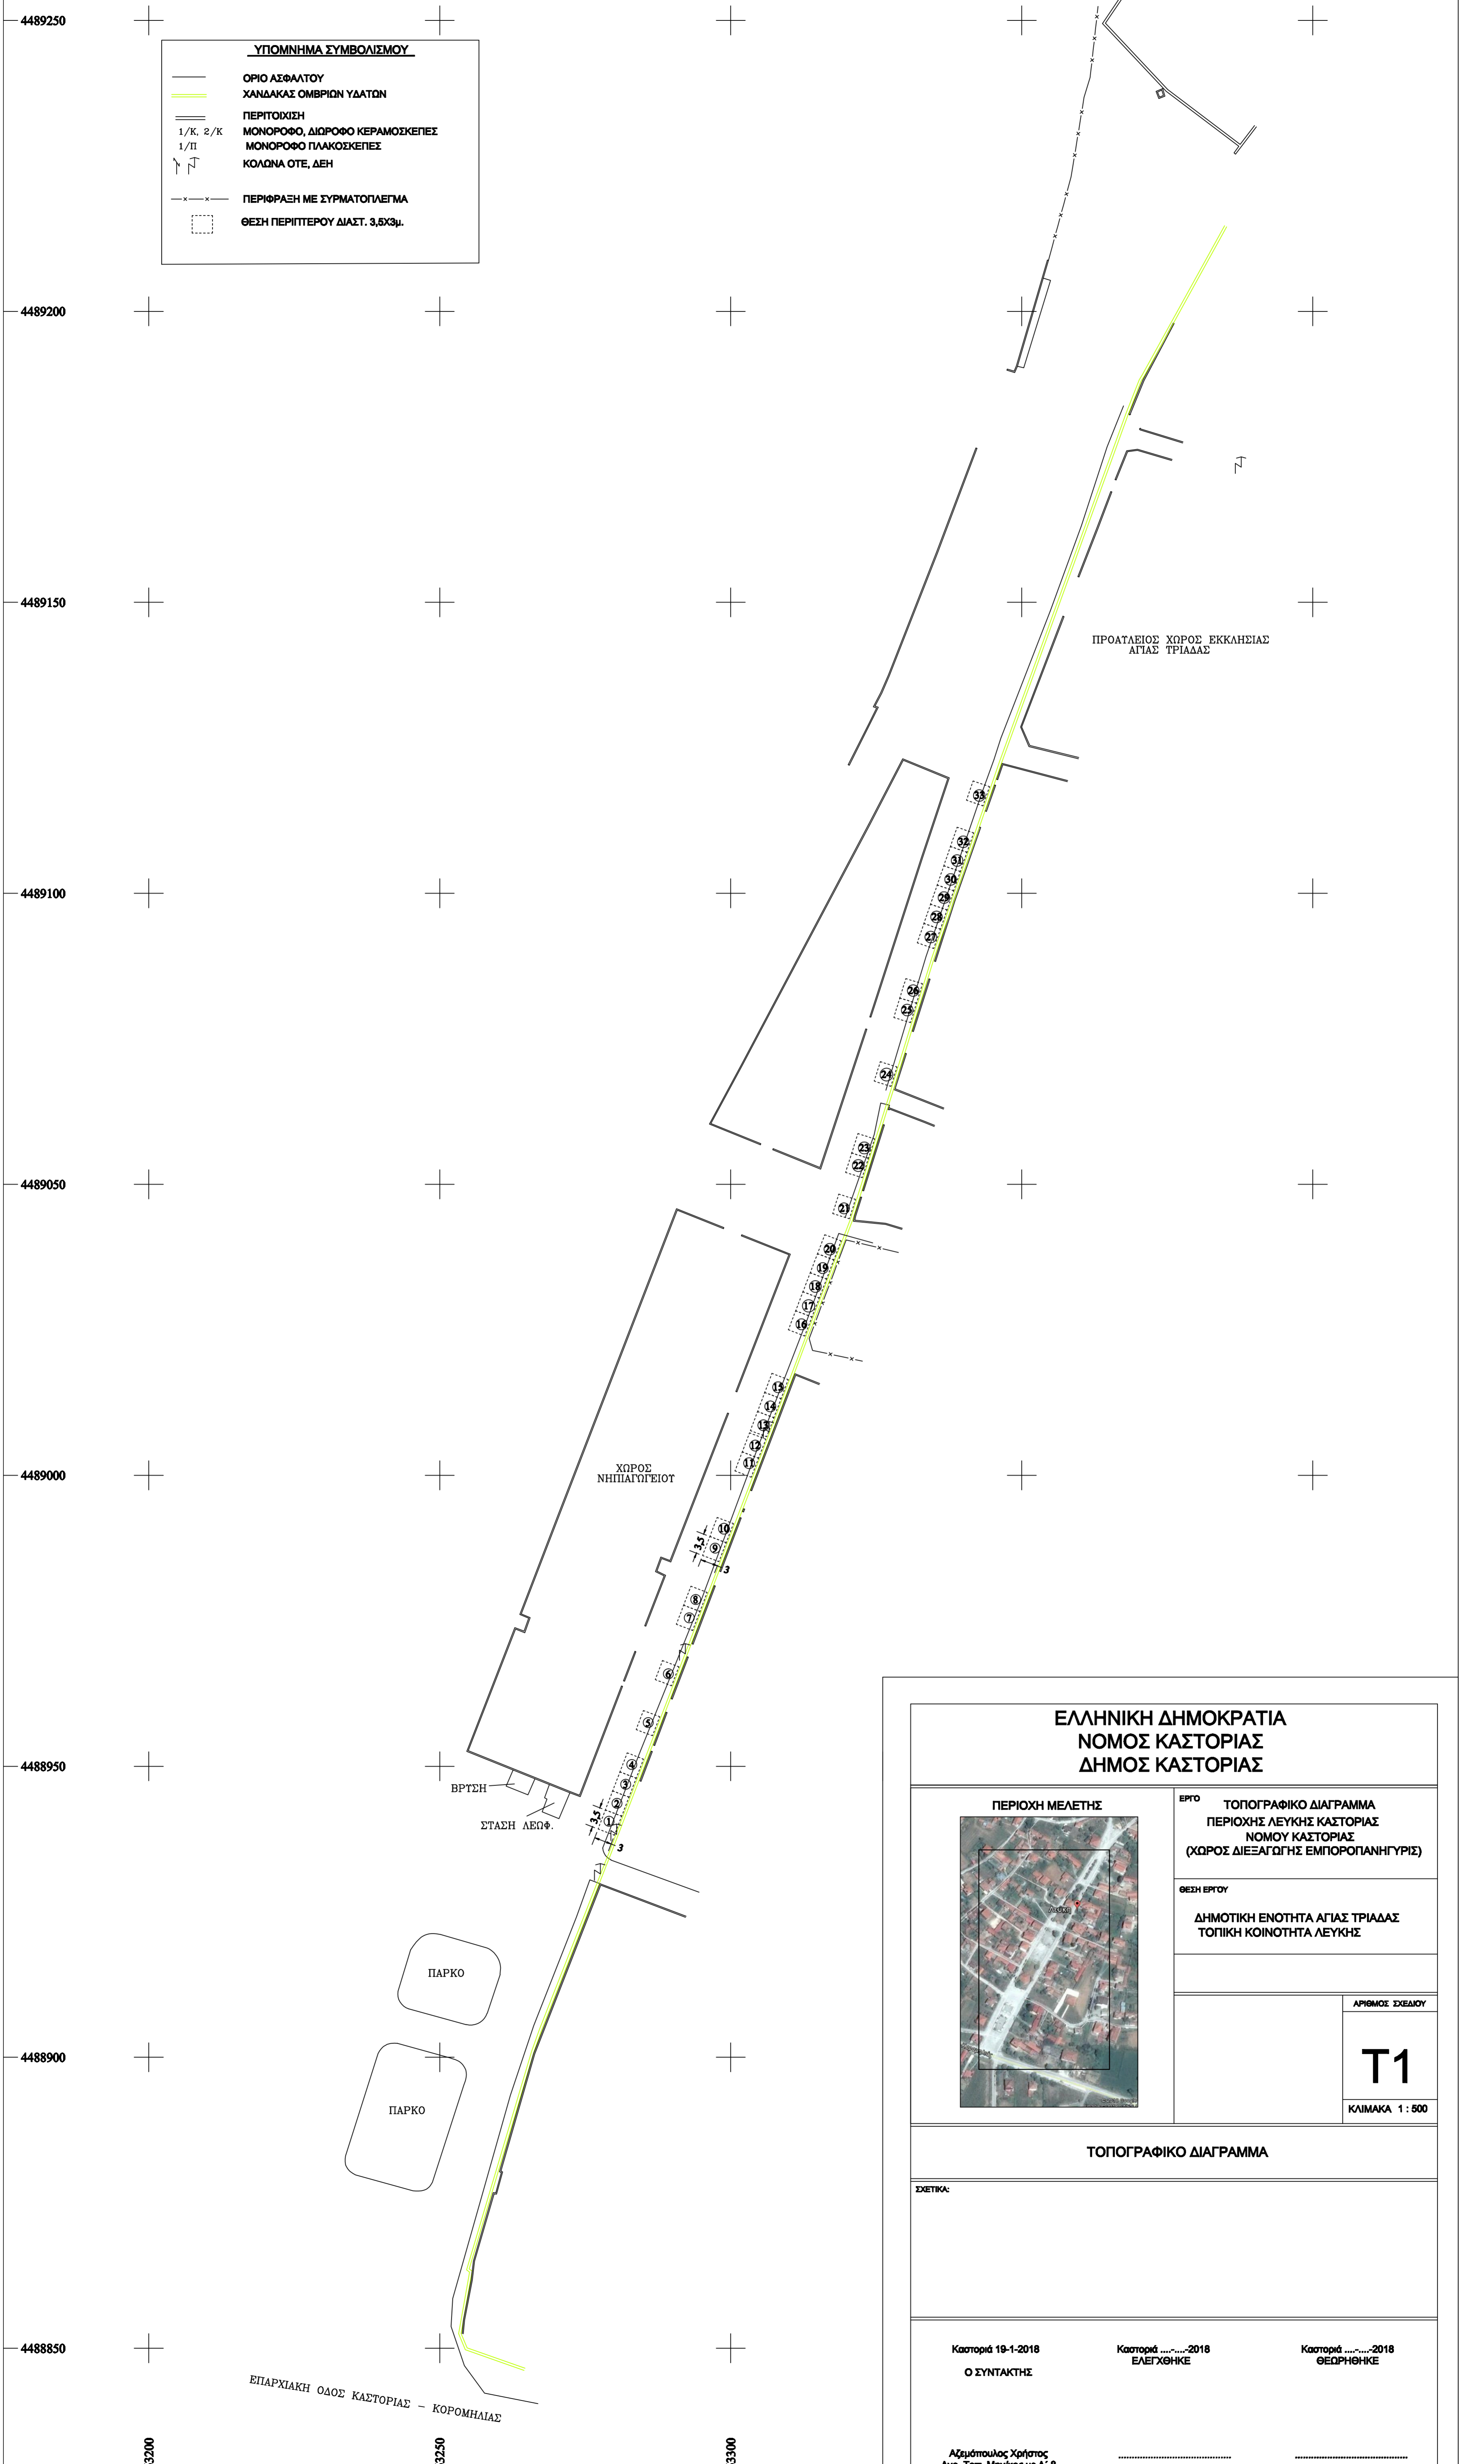 4489250
ΥΠΟΜΝΗΜΑ ΣΥΜΒΟΛΙΣΜΟΥ
ΟΡΙΟ ΑΣΦΑΛΤΟΥ
ΧΑΝΔΑΚΑΣ ΟΜΒΡΙΩΝ ΥΔΑΤΩΝ
ΠΕΡΙΤΟΙΧΙΣΗ
1/Κ, 2/Κ ΜΟΝΟΡΟΦΟ, ΔΙΩΡΟΦΟ ΚΕΡΑΜΟΣΚΕΠΕΣ
1/Π ΜΟΝΟΡΟΦΟ ΠΛΑΚΟΣΚΕΠΕΣ
ΚΟΛΩΝΑ ΟΤΕ, ΔΕΗ
ΠΕΡΙΦΡΑΞΗ ΜΕ ΣΥΡΜΑΤΟΠΛΕΓΜΑ
ΘΕΣΗ ΠΕΡΙΠΤΕΡΟΥ ΔΙΑΣΤ. 3,5Χ3μ.
4489200
4489150
ΠΡΟΑΤΛΕΙΟΣ ΧΩΡΟΣ ΕΚΚΛΗΣΙΑΣ
ΑΓΙΑΣ ΤΡΙΑΔΑΣ
33
32
31
30
4489100
29
28
27
26
25
24
23
22
4489050
21
20
19
18
17
16
15
14
13
12
11
ΧΩΡΟΣ
ΝΗΠΙΑΓΩΓΕΙΟΥ
4489000
10
3,5
9
3
8
7
6
5
4
4488950
3
2
1
3,5
3
ΒΡΥΣΗ
ΣΤΑΣΗ ΛΕΩΦ.
ΠΑΡΚΟ
4488900
ΠΑΡΚΟ
4488850
ΕΠΑΡΧΙΑΚΗ ΟΔΟΣ ΚΑΣΤΟΡΙΑΣ - ΚΟΡΟΜΗΛΙΑΣ
3200
3250
3300
ΕΛΛΗΝΙΚΗ ΔΗΜΟΚΡΑΤΙΑ
ΝΟΜΟΣ ΚΑΣΤΟΡΙΑΣ
ΔΗΜΟΣ ΚΑΣΤΟΡΙΑΣ
ΠΕΡΙΟΧΗ ΜΕΛΕΤΗΣ
ΕΡΓΟ
ΤΟΠΟΓΡΑΦΙΚΟ ΔΙΑΓΡΑΜΜΑ
ΠΕΡΙΟΧΗΣ ΛΕΥΚΗΣ ΚΑΣΤΟΡΙΑΣ
ΝΟΜΟΥ ΚΑΣΤΟΡΙΑΣ
(ΧΩΡΟΣ ΔΙΕΞΑΓΩΓΗΣ ΕΜΠΟΡΟΠΑΝΗΓΥΡΙΣ)
ΘΕΣΗ ΕΡΓΟΥ
ΔΗΜΟΤΙΚΗ ΕΝΟΤΗΤΑ ΑΓΙΑΣ ΤΡΙΑΔΑΣ
ΤΟΠΙΚΗ ΚΟΙΝΟΤΗΤΑ ΛΕΥΚΗΣ
ΑΡΙΘΜΟΣ ΣΧΕΔΙΟΥ
Τ1
ΚΛΙΜΑΚΑ 1 : 500
ΤΟΠΟΓΡΑΦΙΚΟ ΔΙΑΓΡΑΜΜΑ
ΣΧΕΤΙΚΑ:
Καστοριά 19-1-2018
Ο ΣΥΝΤΑΚΤΗΣ
Καστοριά ....-....-2018
ΕΛΕΓΧΘΗΚΕ
Καστοριά ....-....-2018
ΘΕΩΡΗΘΗΚΕ
Αζεμόπουλος Χρήστος